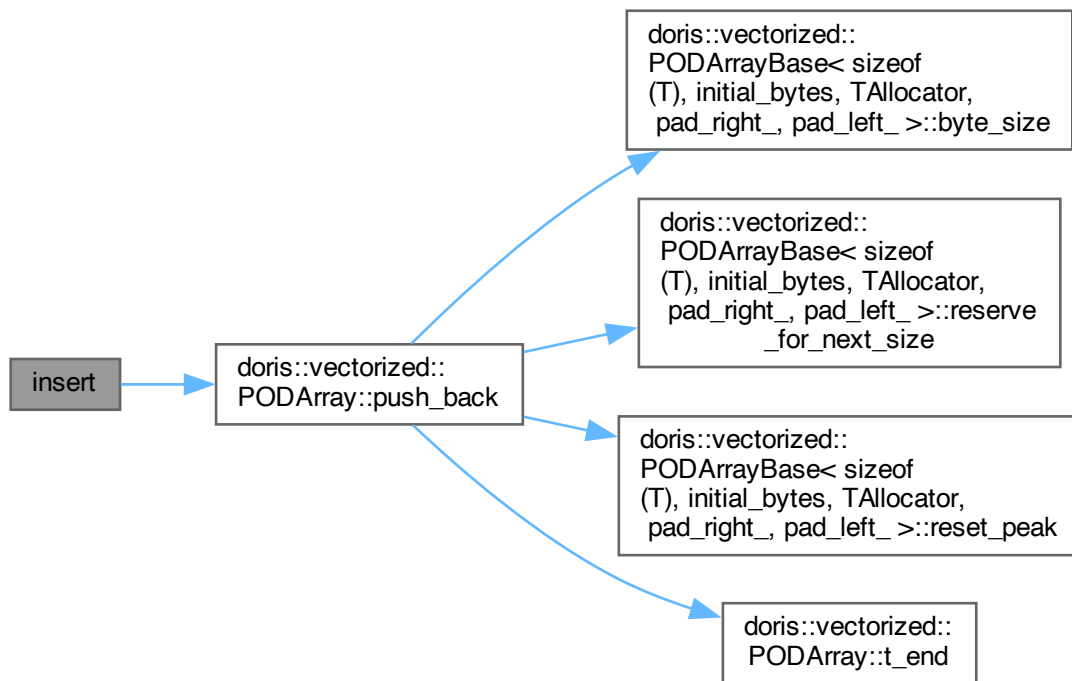 insert
doris::vectorized::
PODArray::push_back
doris::vectorized::
PODArrayBase< sizeof
(T), initial_bytes, TAllocator,
pad_right_, pad_left_ >::byte_size
doris::vectorized::
PODArrayBase< sizeof
(T), initial_bytes, TAllocator,
pad_right_, pad_left_ >::reserve
_for_next_size
doris::vectorized::
PODArrayBase< sizeof
(T), initial_bytes, TAllocator,
pad_right_, pad_left_ >::reset_peak
doris::vectorized::
PODArray::t_end